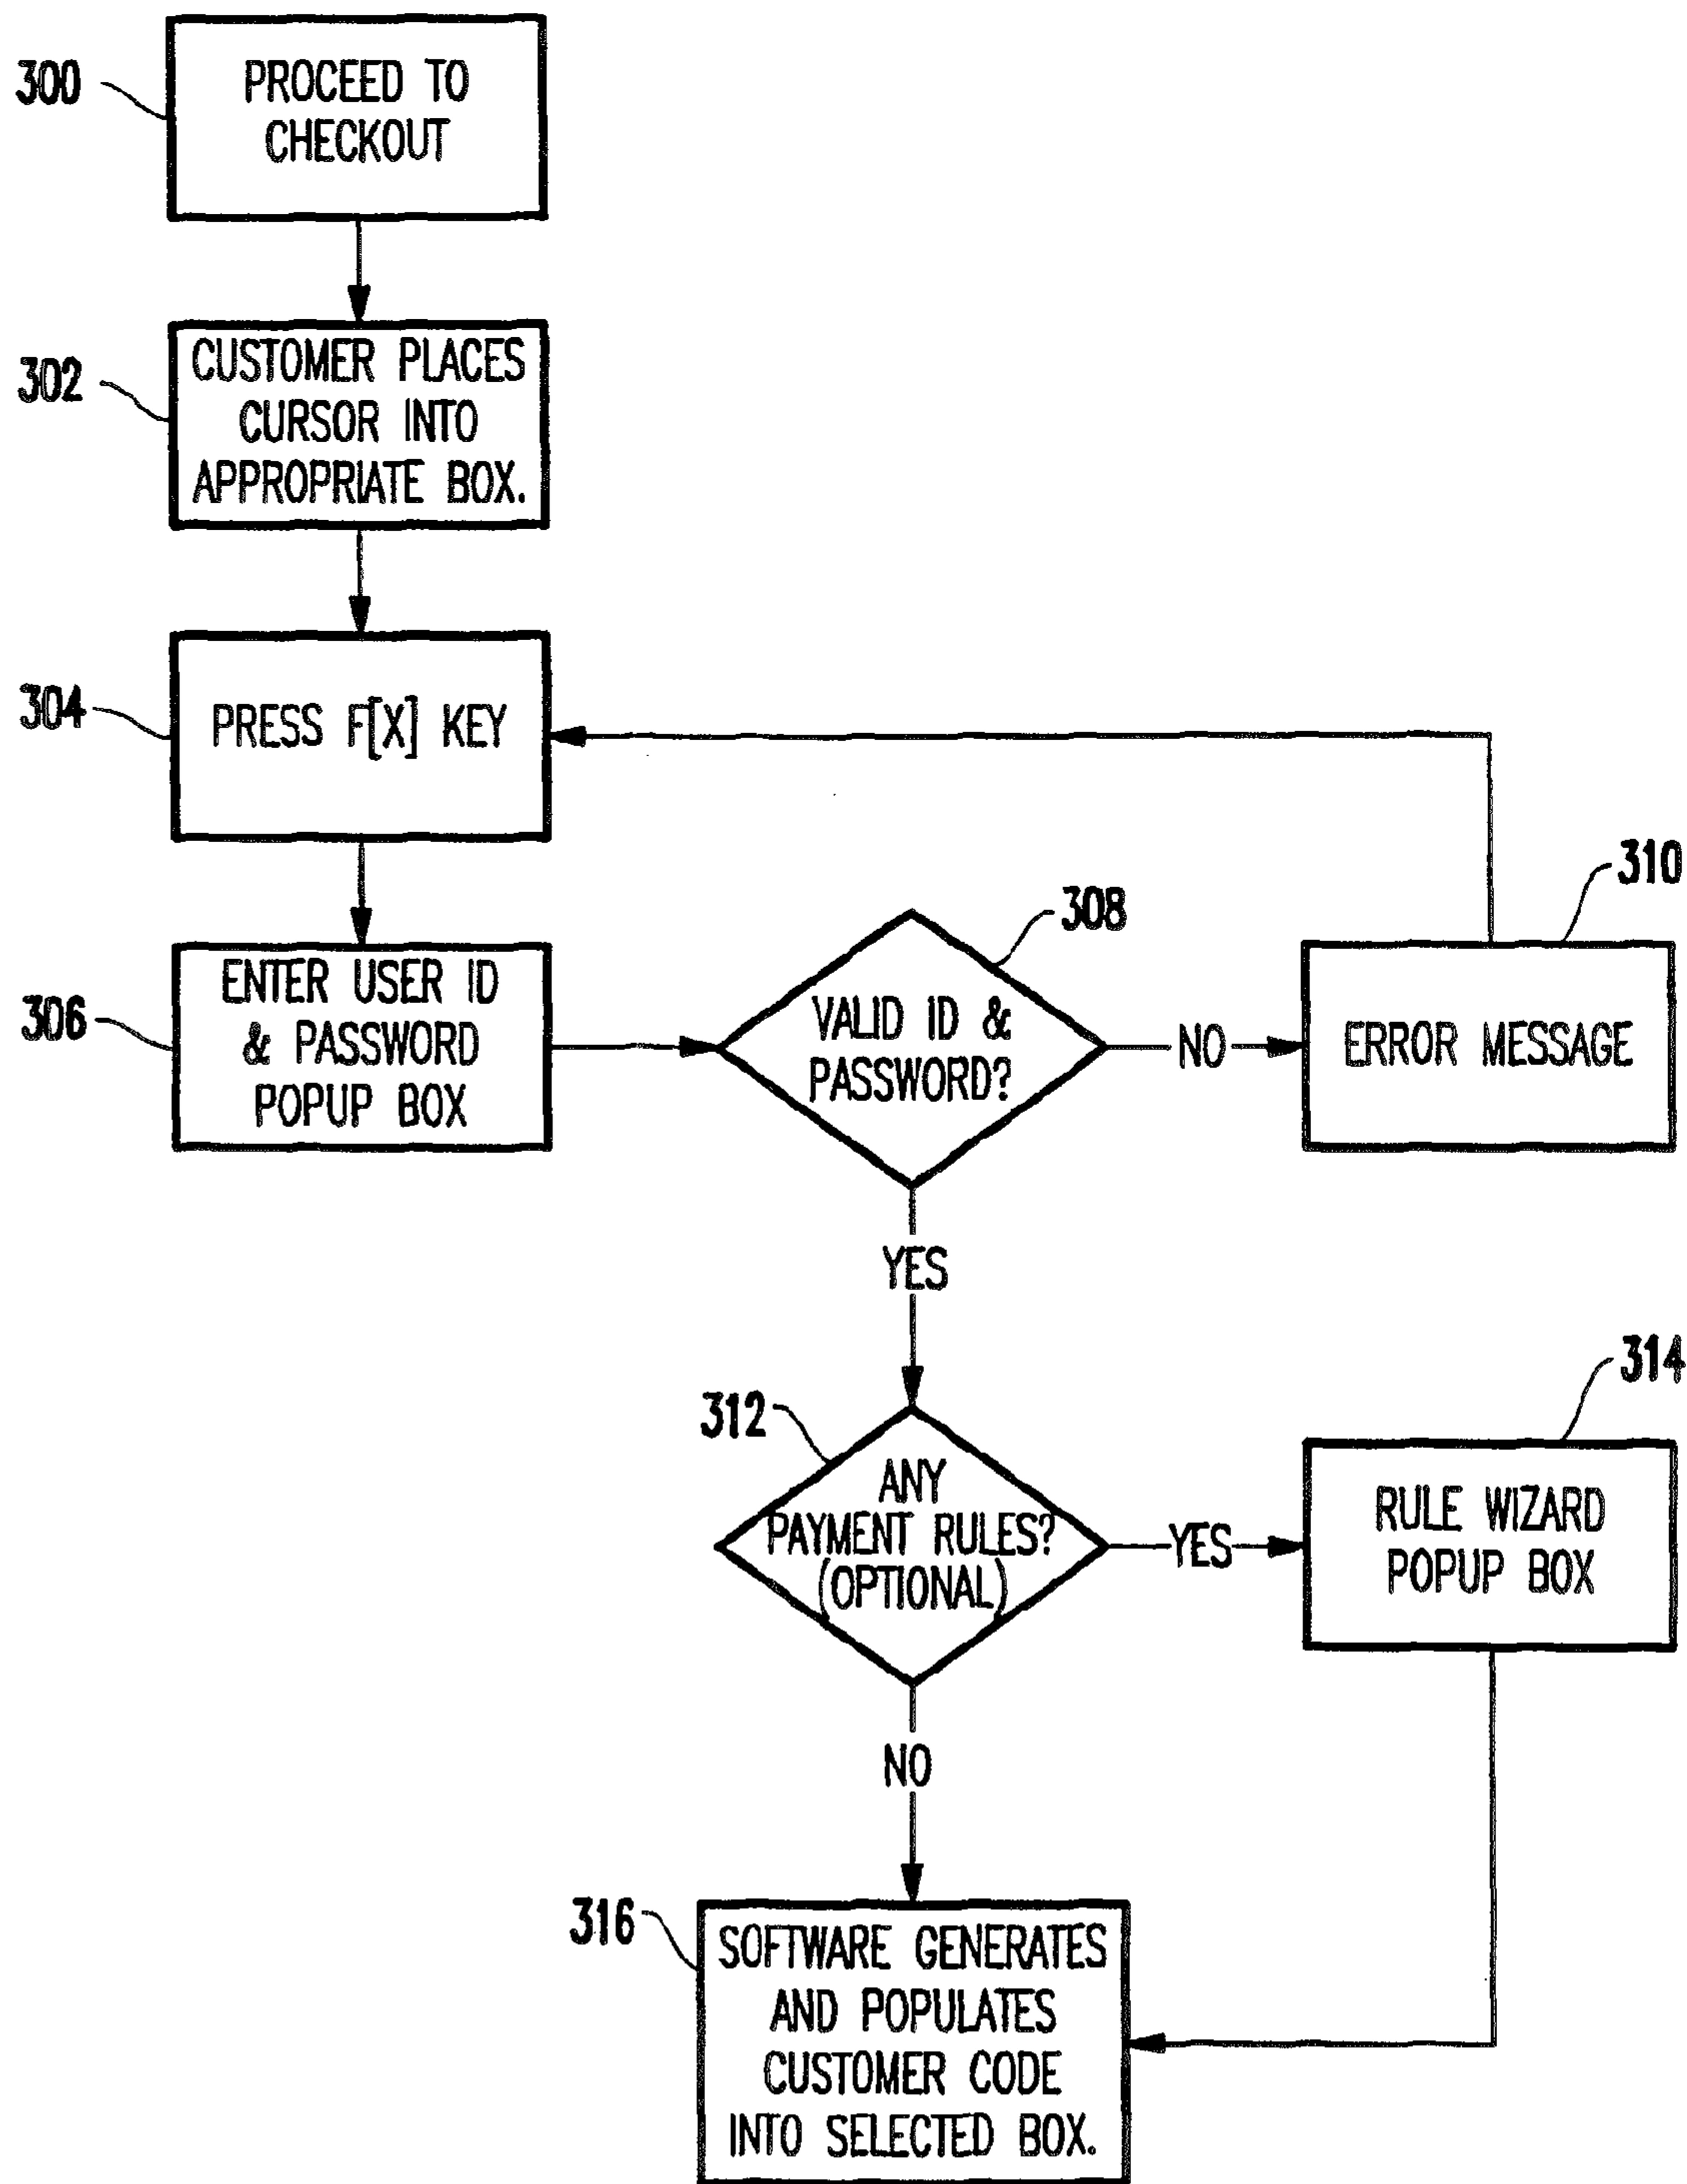 300
PROCEED TO
CHECKOUT
302
CUSTOMER PLACES
CURSOR INTO
APPROPRIATE BOX.
304
PRESS F[X] KEY
306
ENTER USER ID
& PASSWORD
POPUP BOX
308
VALID ID &
PASSWORD?
NO
310
ERROR MESSAGE
YES
312
ANY
PAYMENT RULES?
(OPTIONAL)
YES
314
RULE WIZARD
POPUP BOX
NO
316
SOFTWARE GENERATES
AND POPULATES
CUSTOMER CODE
INTO SELECTED BOX.